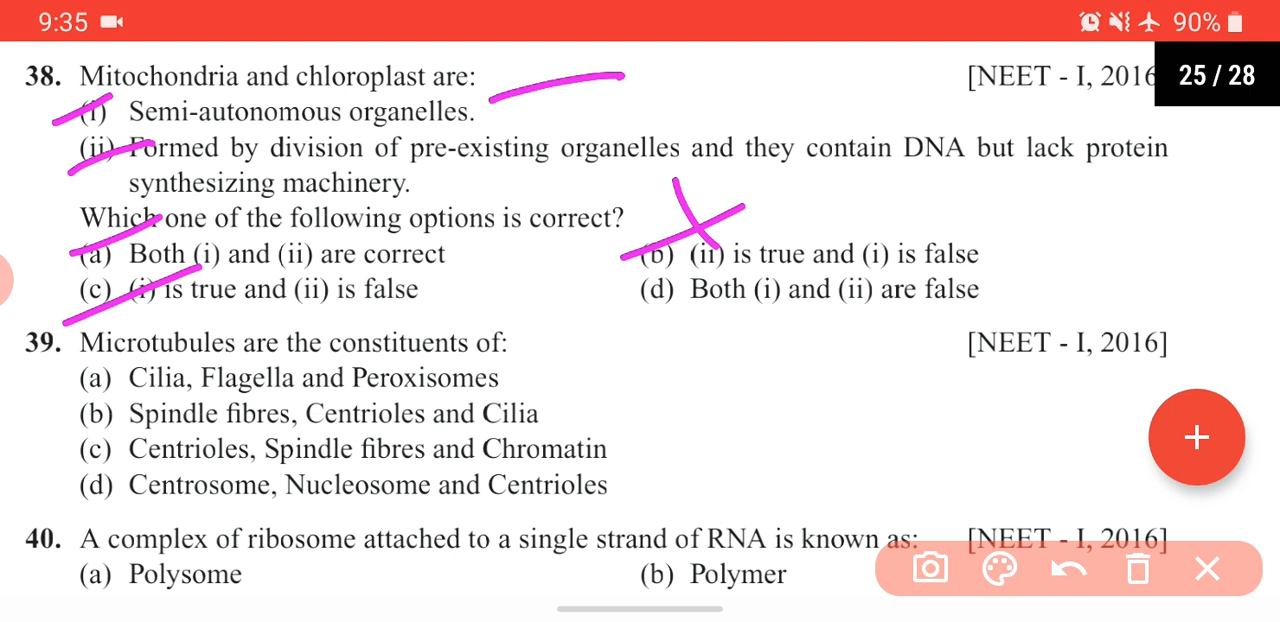 9:35 90%
38. Mitochondria and chloroplast are: [NEET - I, 2016 25 / 28
(i) Semi-autonomous organelles.
(ii) Formed by division of pre-existing organelles and they contain DNA but lack protein
synthesizing machinery.
Which one of the following options is correct?
(a) Both (i) and (ii) are correct (b) (ii) is true and (i) is false
(c) (i) is true and (ii) is false (d) Both (i) and (ii) are false
39. Microtubules are the constituents of: [NEET - I, 2016]
(a) Cilia, Flagella and Peroxisomes
(b) Spindle fibres, Centrioles and Cilia
(c) Centrioles, Spindle fibres and Chromatin
(d) Centrosome, Nucleosome and Centrioles
40. A complex of ribosome attached to a single strand of RNA is known as: [NEET - I, 2016]
(a) Polysome (b) Polymer